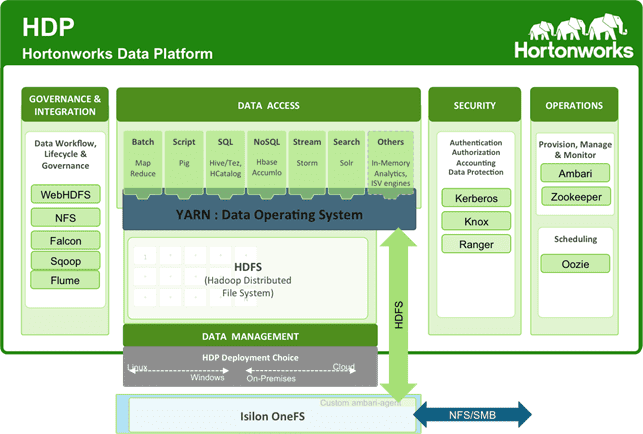 HDP
Hortonworks Data Platform
Hortonworks
GOVERNANCE &
INTEGRATION
Data Workflow,
Lifecycle &
Governance
WebHDFS
NFS
Falcon
Sqoop
Flume
DATA ACCESS
Batch
Map
Reduce
Script
Pig
SQL
Hive/Tez,
HCatalog
NoSQL
Hbase
Accumlo
Stream
Storm
Search
Solr
Others
In-Memory
Analytics,
ISV engines
YARN : Data Operating System
HDFS
(Hadoop Distributed
File System)
DATA MANAGEMENT
HDP Deployment Choice
Linux
Windows
On-Premises
Cloud
SECURITY
Authentication
Authorization
Accounting
Data Protection
Kerberos
Knox
Ranger
OPERATIONS
Provision, Manage
& Monitor
Ambari
Zookeeper
Scheduling
Oozie
HDFS
Custom ambari-agent
Isilon OneFS
NFS/SMB